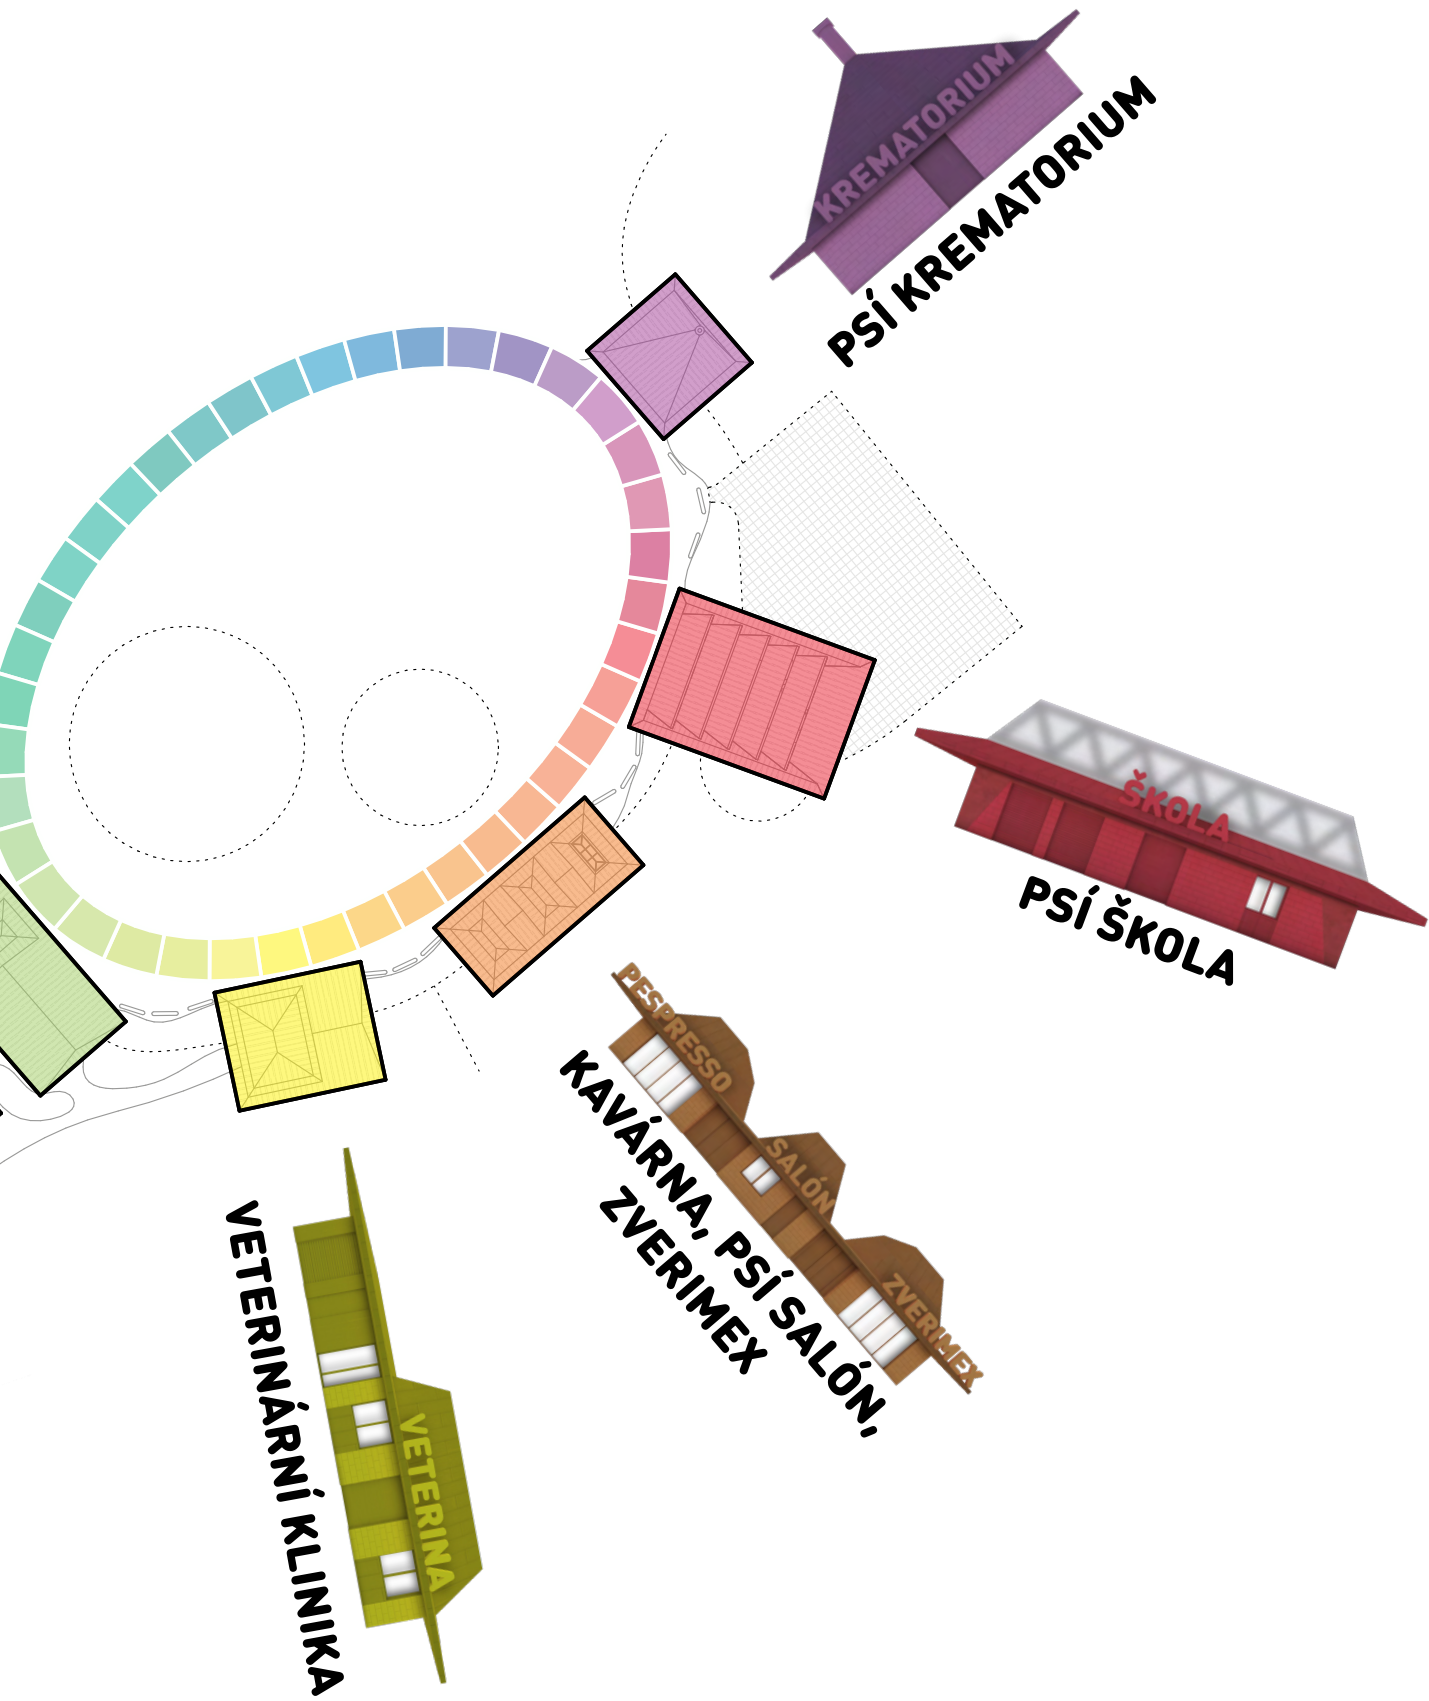 KREMATORIUM
PSÍ KREMATORIUM
ŠKOLA
PSÍ ŠKOLA
PESPRESSO
SALÓN
ZVERIMEX
KAVÁRNA, PSÍ SALÓN,
ZVERIMEX
VETERINA
VETERINÁRNÍ KLINIKA